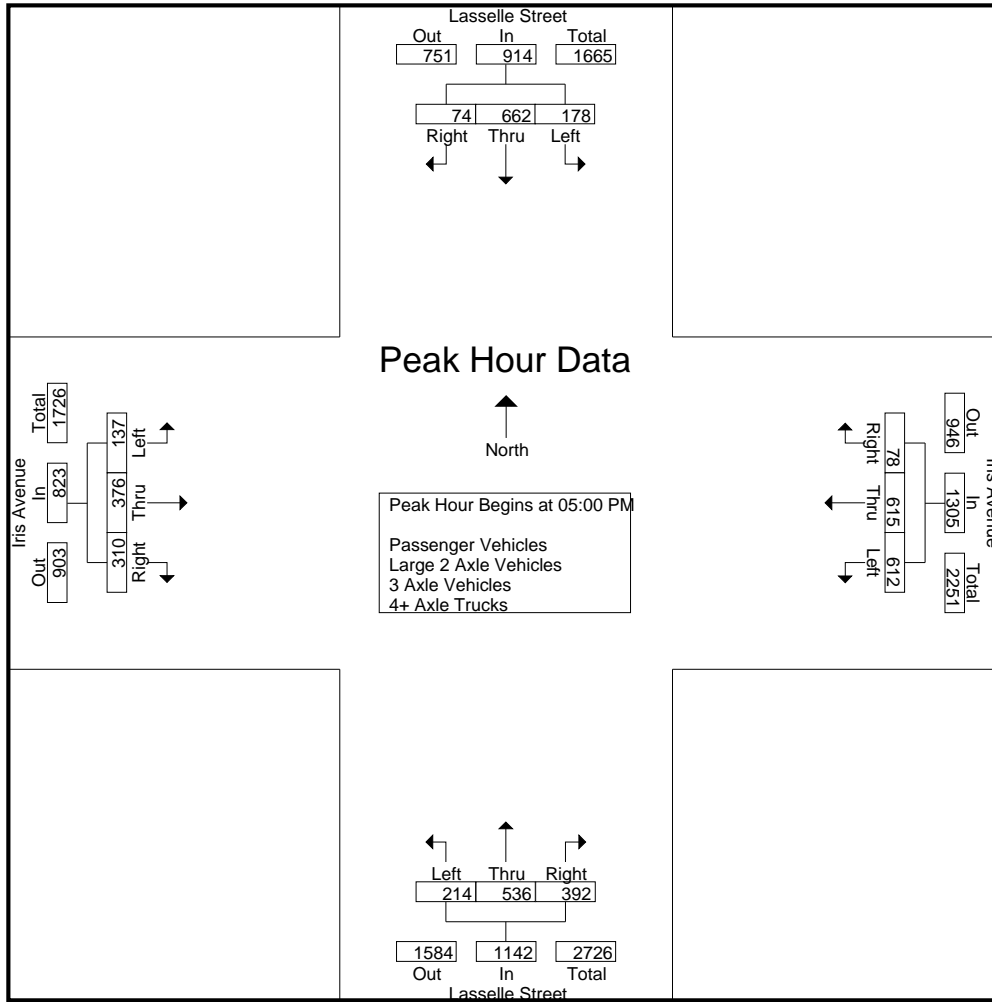 Lasselle Street
Out In Total
751 914 1665
74 662 178
Right Thru Left
Peak Hour Data
North
Peak Hour Begins at 05:00 PM
Passenger Vehicles
Large 2 Axle Vehicles
3 Axle Vehicles
4+ Axle Trucks
Iris Avenue
Total In Out
1726 823 903
137 376 310
Left Thru Right
Right Thru Left
78 615 612
Out In Total
946 1305 2251
Iris Avenue
Left Thru Right
214 536 392
1584 1142 2726
Out In Total
Lasselle Street